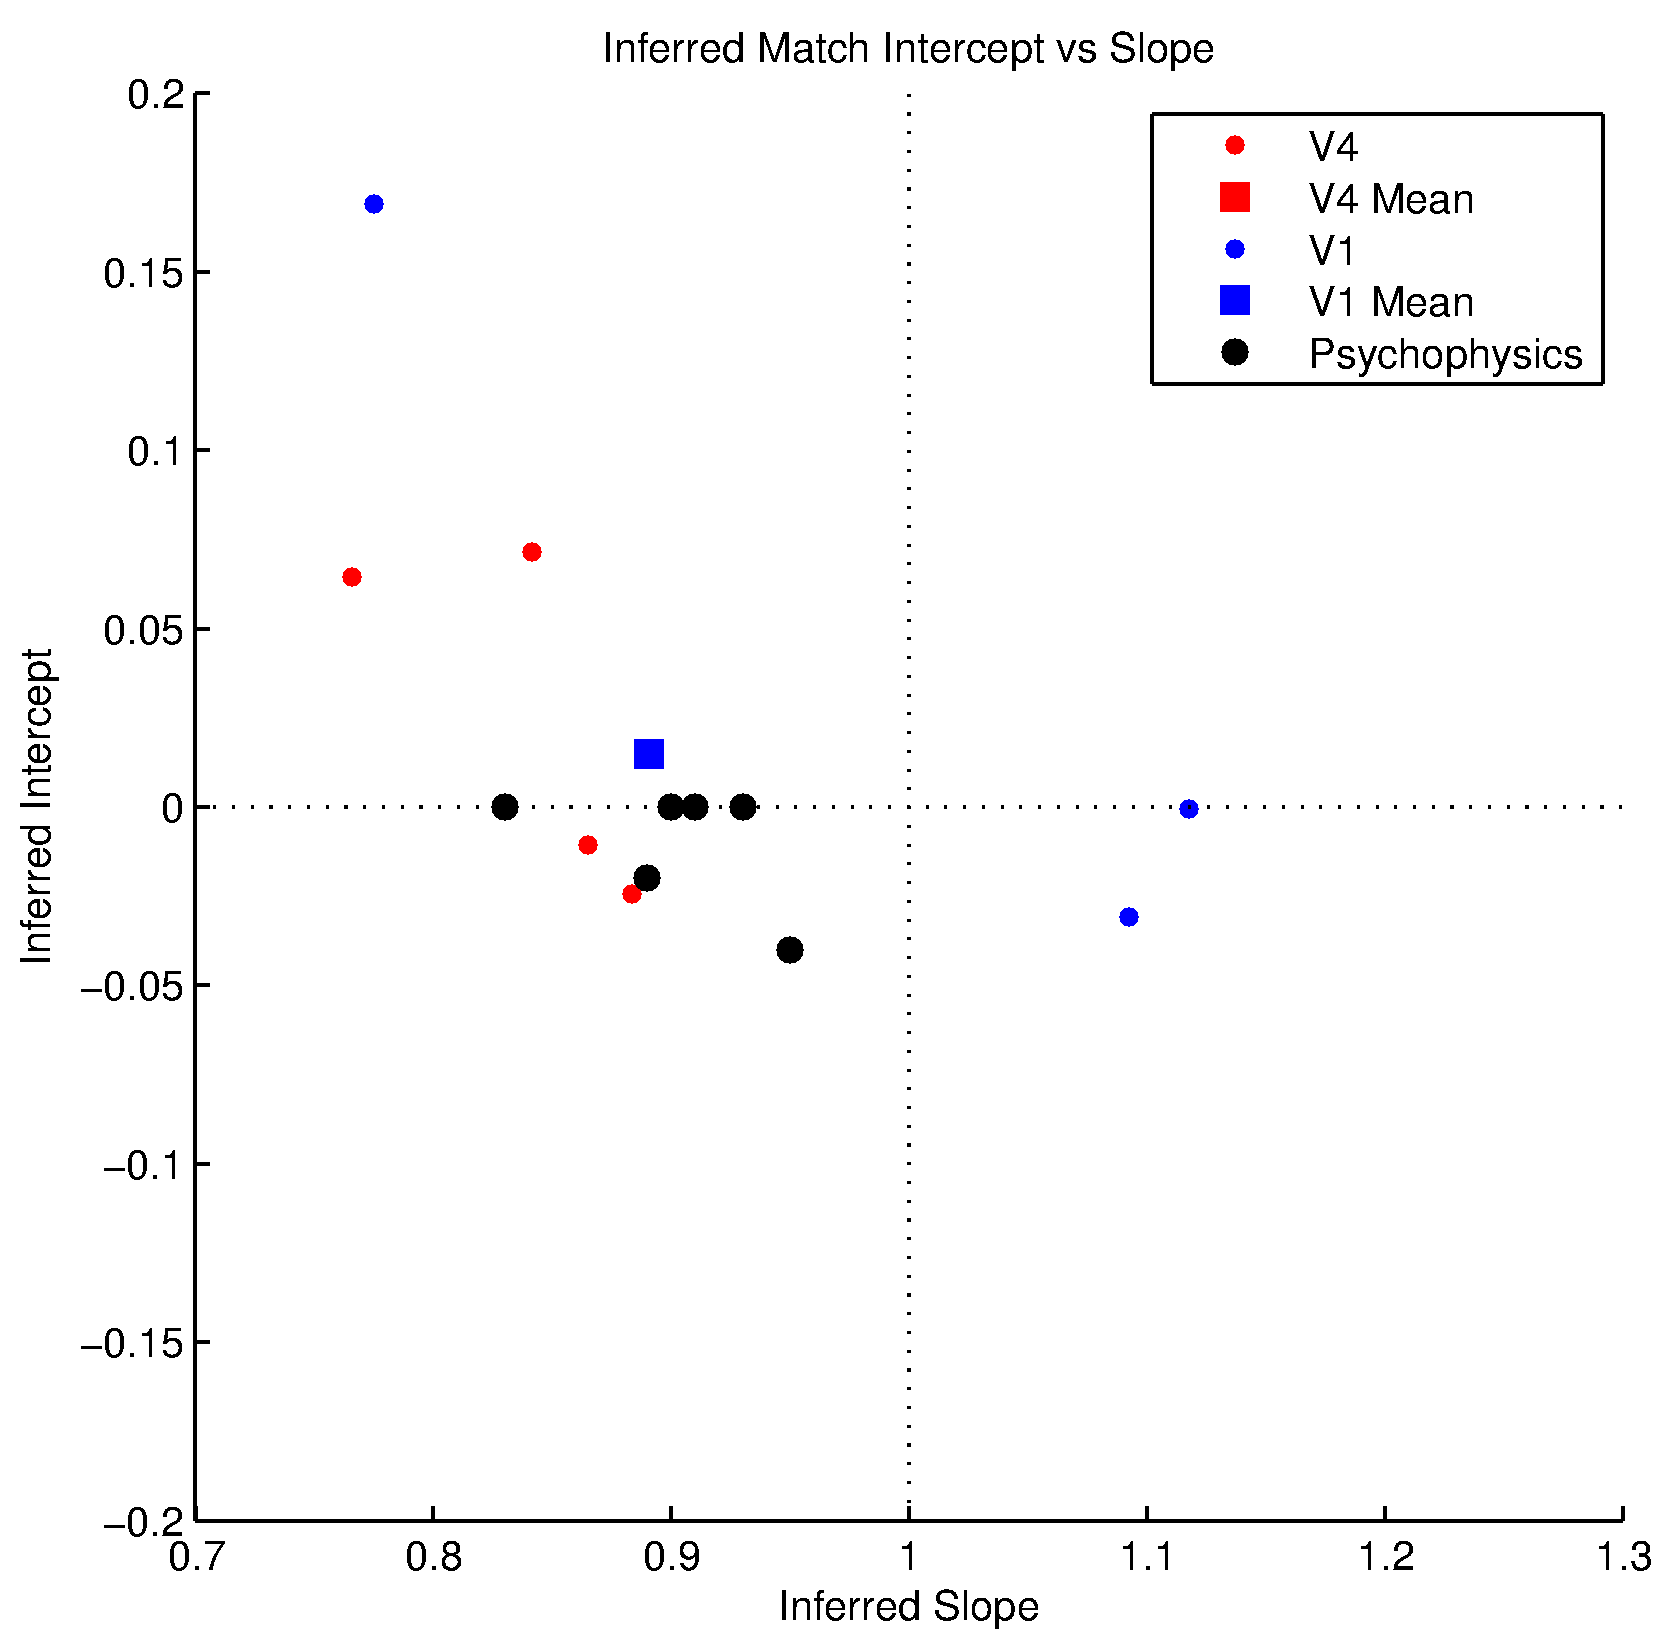 Inferred Match Intercept vs Slope
0.2
0.15
0.1
0.05
0
−0.05
−0.1
−0.15
−0.2
Inferred Intercept
V4
V4 Mean
V1
V1 Mean
Psychophysics
0.7 0.8 0.9 1 1.1 1.2 1.3
Inferred Slope